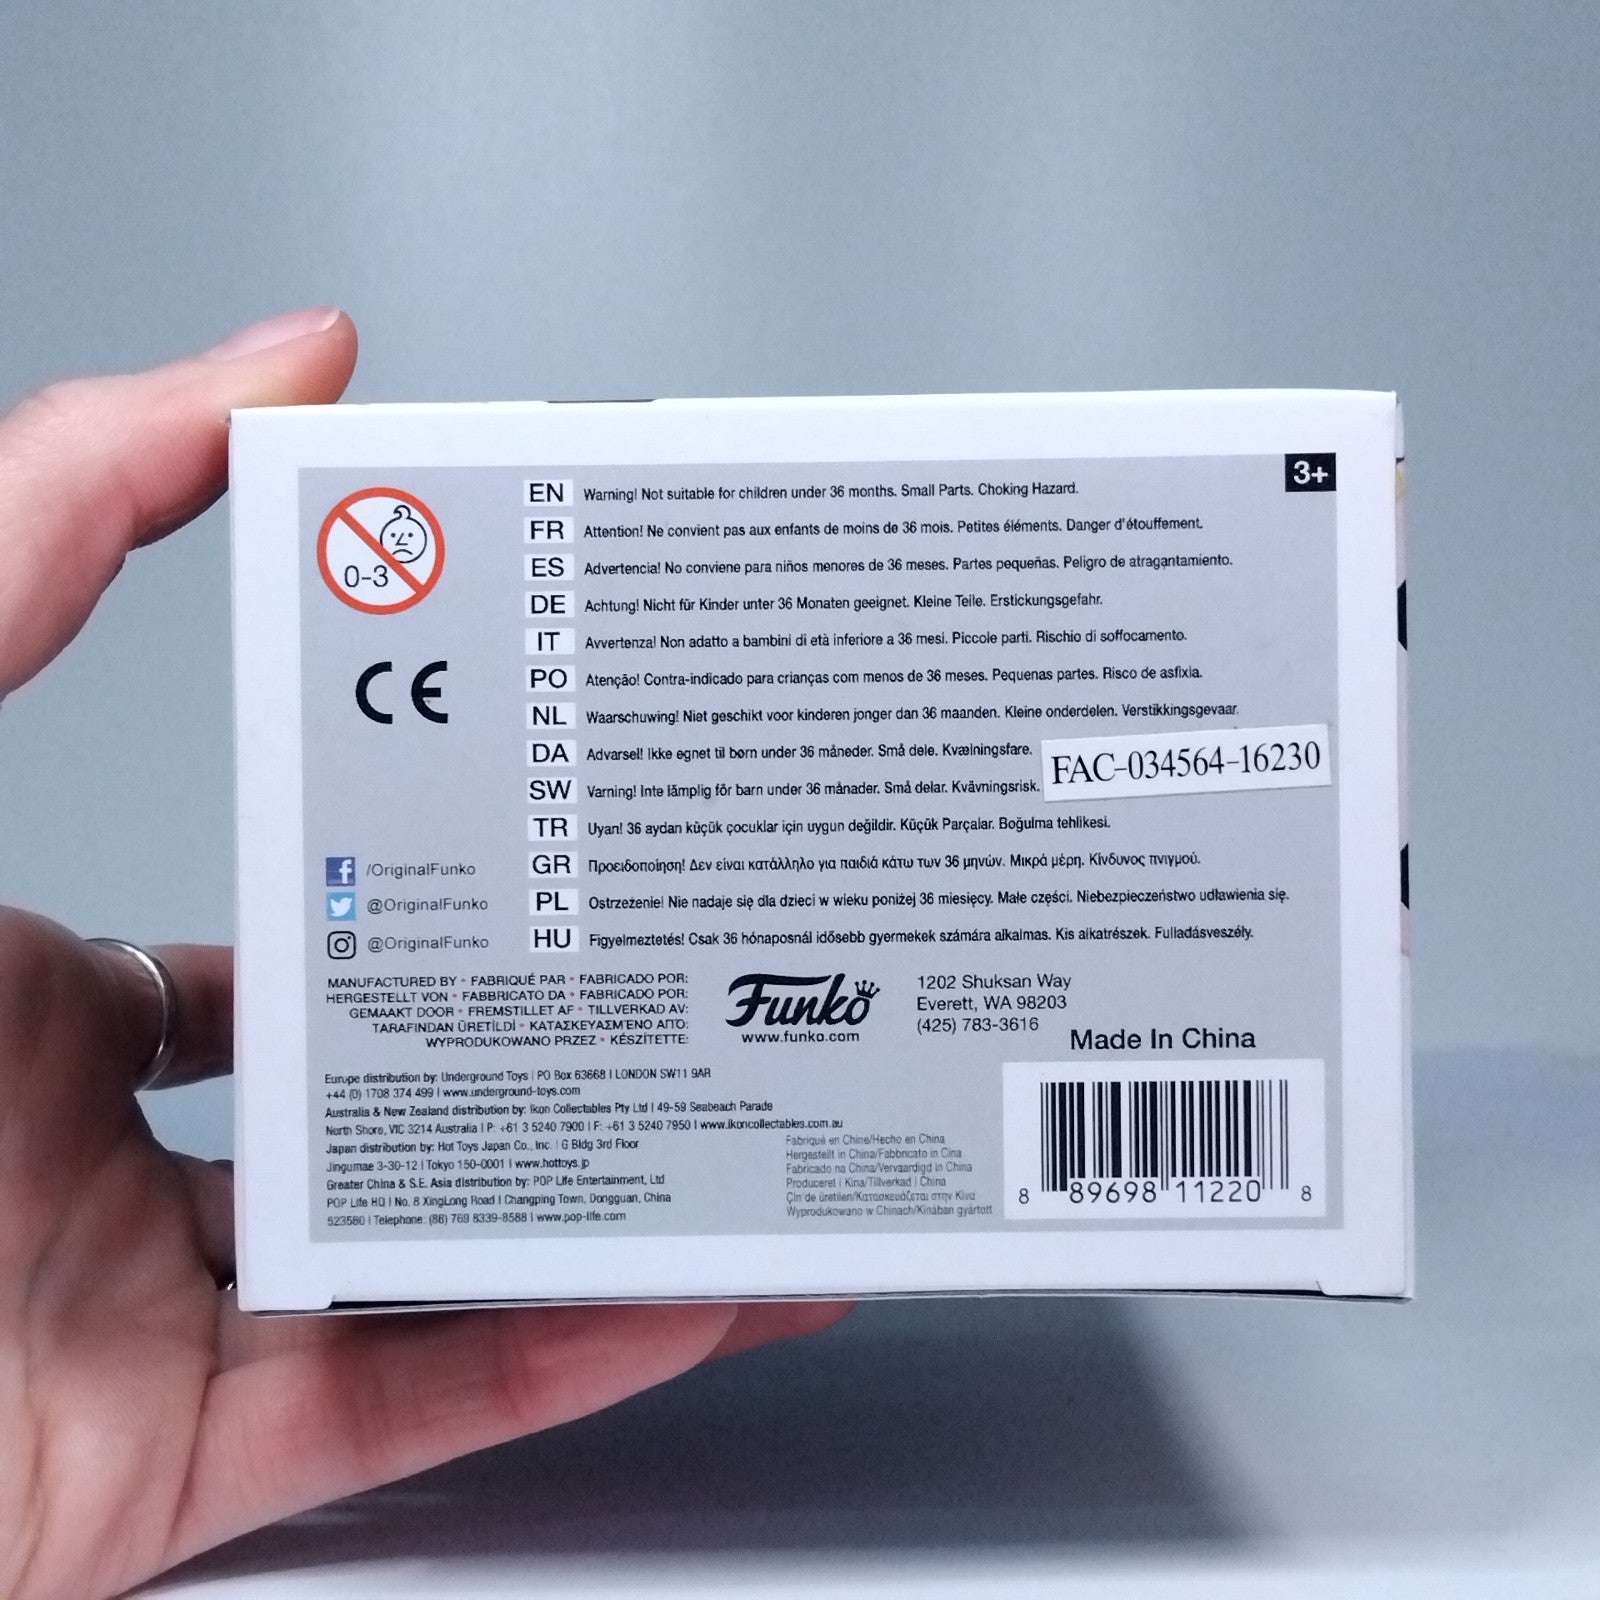 3+
0-3
EN Warning! Not suitable for children under 36 months. Small Parts. Choking Hazard.
FR Attention! Ne convient pas aux enfants de moins de 36 mois. Petites éléments. Danger d'étouffement.
ES Advertencia! No conviene para niños menores de 36 meses. Partes pequeñas. Peligro de atragantamiento.
DE Achtung! Nicht für Kinder unter 36 Monaten geeignet. Kleine Teile. Erstickungsgefahr.
IT Avvertenza! Non adatto a bambini di età inferiore a 36 mesi. Piccole parti. Rischio di soffocamento.
PO Atenção! Contra-indicado para crianças com menos de 36 meses. Pequenas partes. Risco de asfixia.
NL Waarschuwing! Niet geschikt voor kinderen jonger dan 36 maanden. Kleine onderdelen. Verstikkingsgevaar.
DA Advarsel! Ikke egnet til børn under 36 måneder. Små dele. Kvælningsfare.
SW Varning! Inte lämplig för barn under 36 månader. Små delar. Kvävningsrisk.
TR Uyan! 36 aydan küçük çocuklar için uygun değildir. Küçük Parçalar. Boğulma tehlikesi.
GR Προειδοποίηση! Δεν είναι κατάλληλο για παιδιά κάτω των 36 μηνών. Μικρά μέρη. Κίνδυνος πνιγμού.
PL Ostrzeżenie! Nie nadaje się dla dzieci w wieku poniżej 36 miesięcy. Małe części. Niebezpieczeństwo udławienia się.
HU Figyelmeztetés! Csak 36 hónaposnál idősebb gyermekek számára alkalmas. Kis alkatrészek. Fulladásveszély.
FAC-034564-16230
CE
/OriginalFunko
@OriginalFunko
@OriginalFunko
MANUFACTURED BY • FABRIQUÉ PAR • FABRICADO POR:
HERGESTELLT VON • FABBRICATO DA • FABRICADO POR:
GEMAAKT DOOR • FREMSTILLET AF • TILLVERKAD AV:
TARAFINDAN ÜRETİLDİ • ΚΑΤΑΣΚΕΥΑΣΜΈΝΟ ΑΠΌ:
WYPRODUKOWANO PRZEZ • KÉSZÍTETTE:
Funko
www.funko.com
1202 Shuksan Way
Everett, WA 98203
(425) 783-3616
Made In China
Europe distribution by: Underground Toys | PO Box 63668 | LONDON SW11 9AR
+44 (0) 1708 374 499 | www.underground-toys.com
Australia & New Zealand distribution by: Ikon Collectables Pty Ltd | 49-59 Seabeach Parade
North Shore, VIC 3214 Australia | P: +61 3 5240 7900 | F: +61 3 5240 7950 | www.ikoncollectables.com.au
Japan distribution by: Hot Toys Japan Co., Inc. | G Bldg 3rd Floor
Jingumae 3-30-12 | Tokyo 150-0001 | www.hottoys.jp
Greater China & S.E. Asia distribution by: POP Life Entertainment, Ltd
POP Life HQ | No. 8 XingLong Road | Changping Town, Dongguan, China
523560 | Telephone: (86) 769 8339-8588 | www.pop-life.com
Fabriqué en Chine/Hecho en China
Hergestellt in China/Fabbricato in Cina
Fabricado na China/Vervaardigd in China
Produceret i Kina/Tillverkad i China
Çin'de üretilen/Κατασκευάζεται στην Κίνα
Wyprodukowano w Chinach/Kínában gyártott
8 89698 11220 8